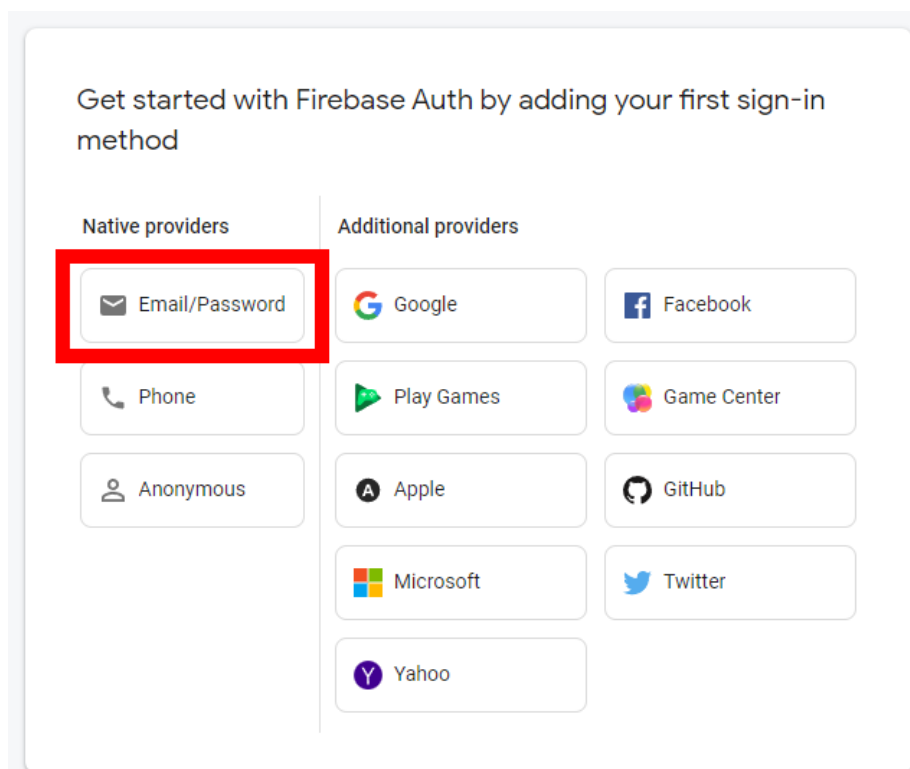 Get started with Firebase Auth by adding your first sign-in
method
Native providers
Additional providers
Email/Password
Google
Facebook
Phone
Play Games
Game Center
Anonymous
Apple
GitHub
Microsoft
Twitter
Yahoo